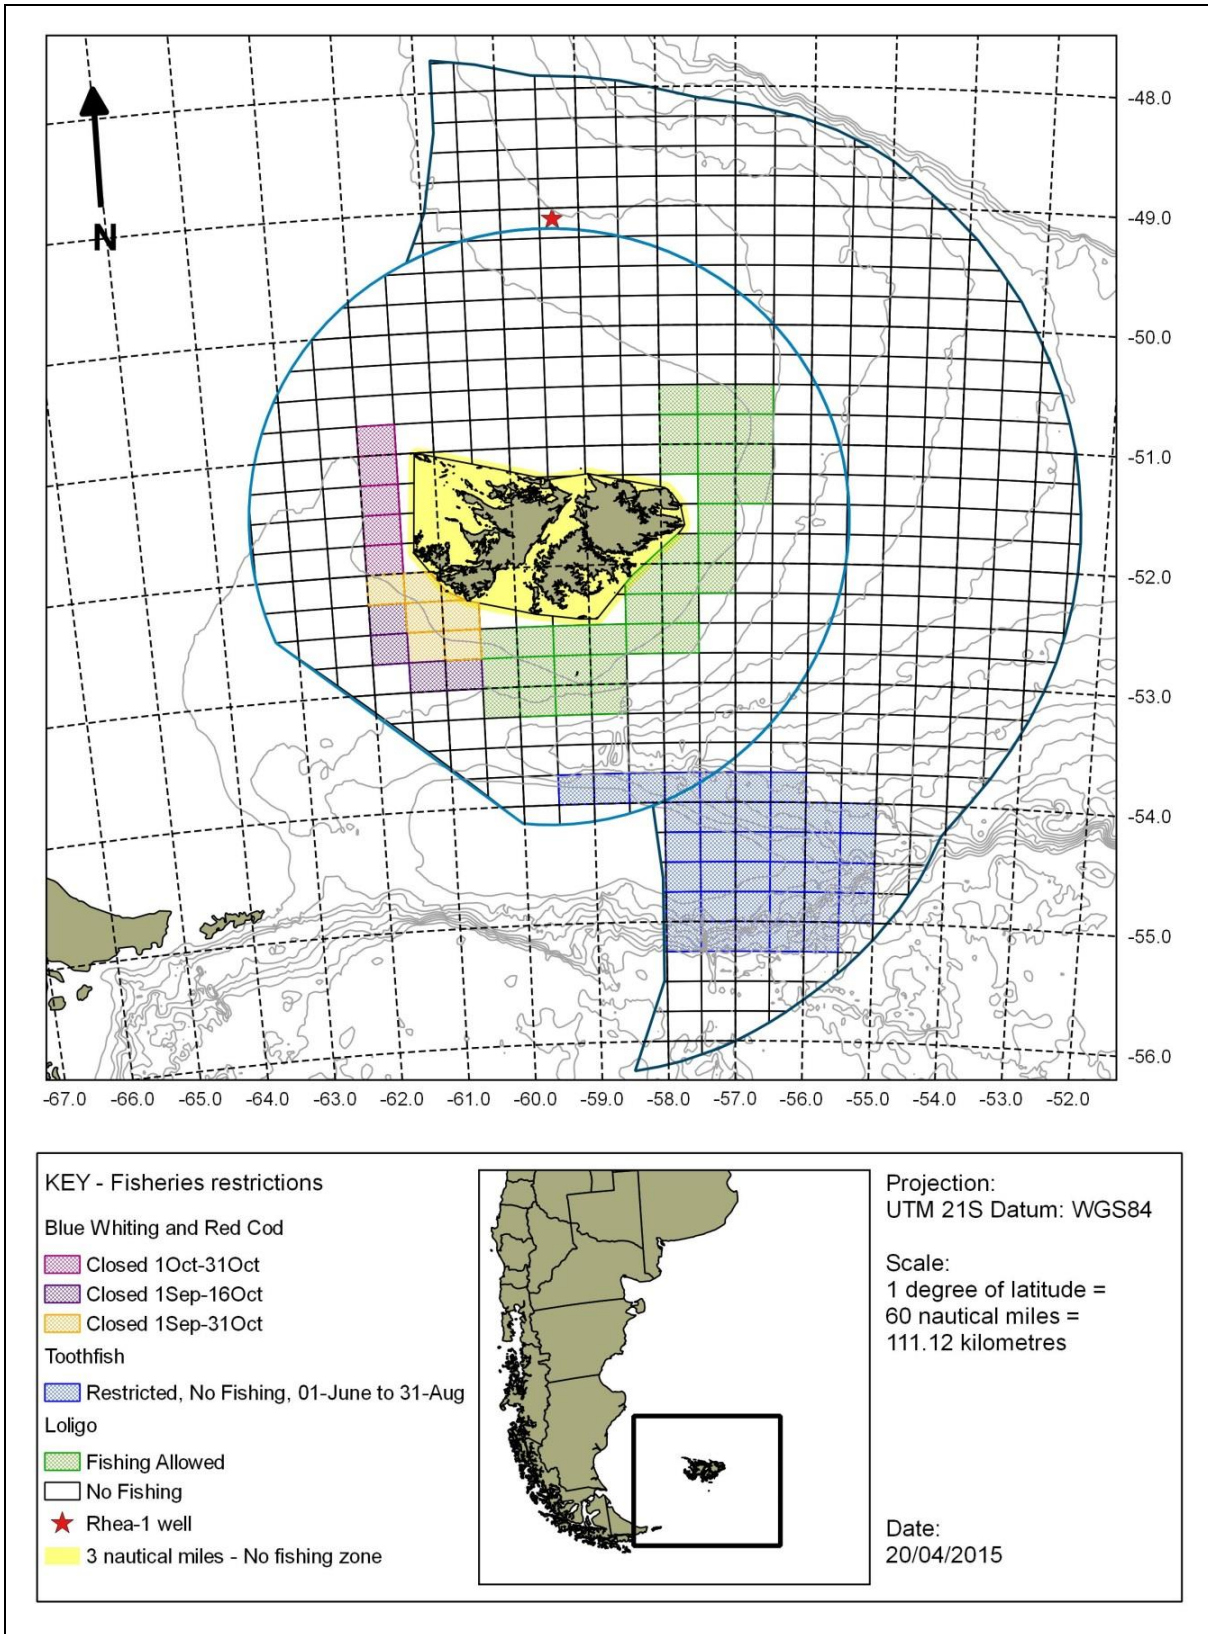 N
-48.0
-49.0
-50.0
-51.0
-52.0
-53.0
-54.0
-55.0
-56.0
-67.0 -66.0 -65.0 -64.0 -62.0 -61.0 -60.0 -59.0 -58.0 -57.0 -56.0 -55.0 -54.0 -53.0 -52.0
KEY - Fisheries restrictions
Blue Whiting and Red Cod
Closed 1Oct-31Oct
Closed 1Sep-16Oct
Closed 1Sep-31Oct
Toothfish
Restricted, No Fishing, 01-June to 31-Aug
Loligo
Fishing Allowed
No Fishing
Rhea-1 well
3 nautical miles - No fishing zone
Projection:
UTM 21S Datum: WGS84
Scale:
1 degree of latitude =
60 nautical miles =
111.12 kilometres
Date:
20/04/2015